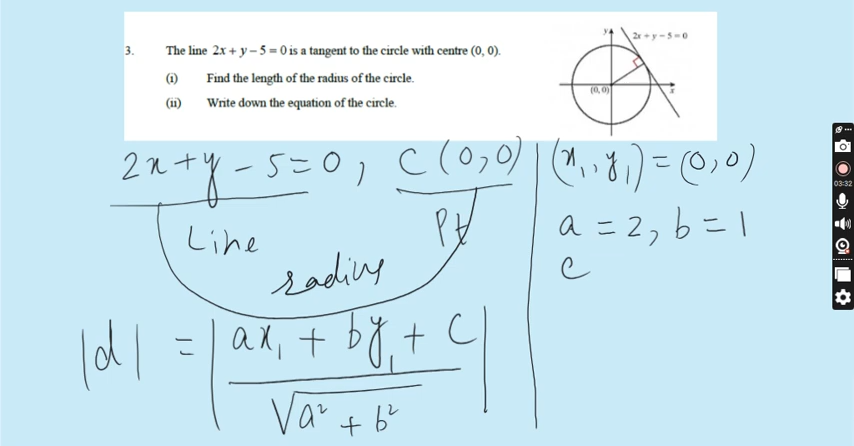 3. The line 2x + y – 5 = 0 is a tangent to the circle with centre (0, 0).
(i) Find the length of the radius of the circle.
(ii) Write down the equation of the circle.
y
2x + y – 5 = 0
(0, 0)
x
2x + y - 5 = 0, C (0, 0)
Line
Pt
radius
|d| = | ax₁ + by₁ + c / √a² + b² |
(x₁, y₁) = (0, 0)
a = 2, b = 1
c
03:32